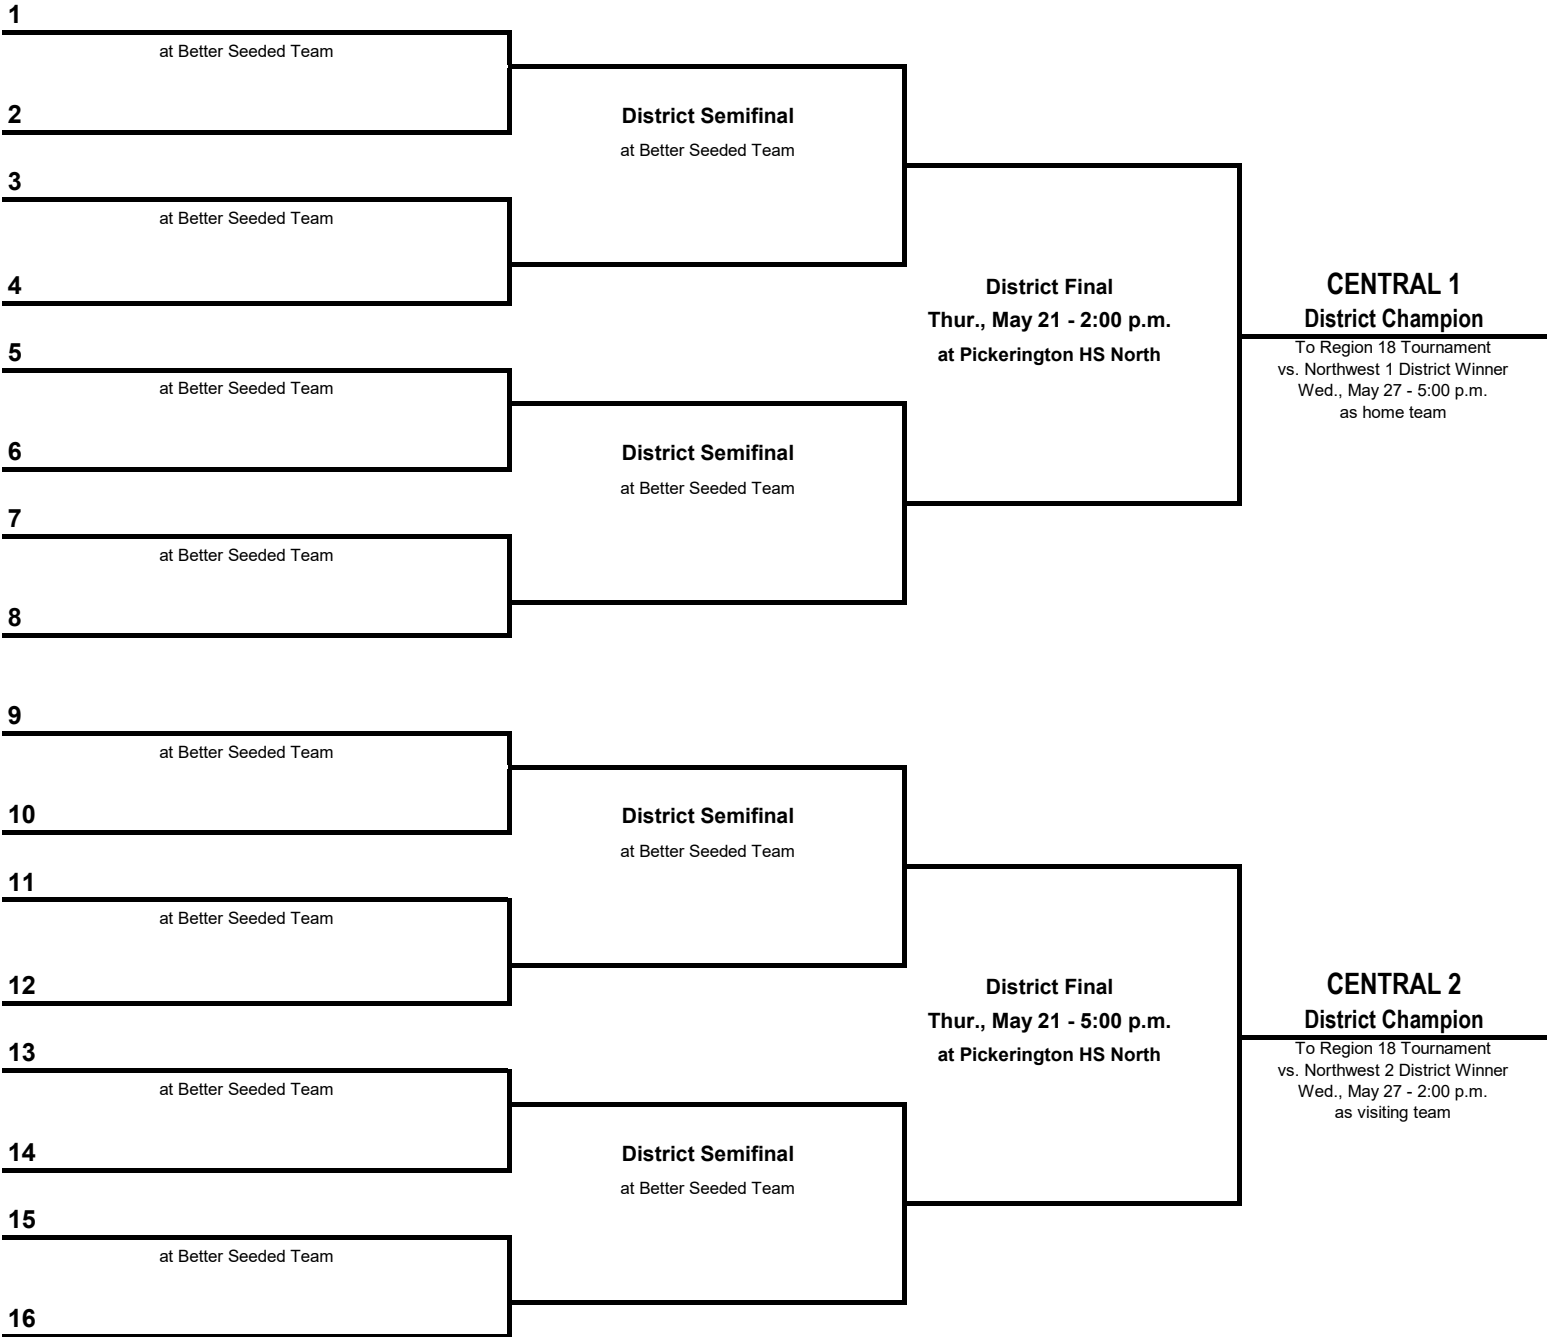 1
at Better Seeded Team
2
District Semifinal
at Better Seeded Team
3
at Better Seeded Team
4
District Final
Thur., May 21 - 2:00 p.m.
at Pickerington HS North
CENTRAL 1
District Champion
To Region 18 Tournament
vs. Northwest 1 District Winner
Wed., May 27 - 5:00 p.m.
as home team
5
at Better Seeded Team
6
District Semifinal
at Better Seeded Team
7
at Better Seeded Team
8
9
at Better Seeded Team
10
District Semifinal
at Better Seeded Team
11
at Better Seeded Team
12
District Final
Thur., May 21 - 5:00 p.m.
at Pickerington HS North
CENTRAL 2
District Champion
To Region 18 Tournament
vs. Northwest 2 District Winner
Wed., May 27 - 2:00 p.m.
as visiting team
13
at Better Seeded Team
14
District Semifinal
at Better Seeded Team
15
at Better Seeded Team
16